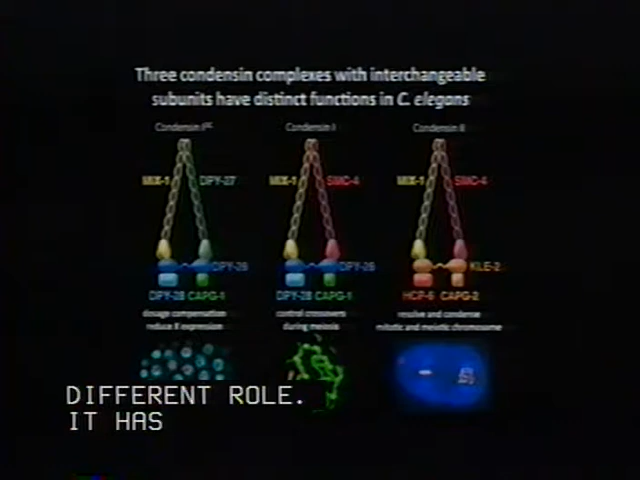 Three condensin complexes with interchangeable
subunits have distinct functions in C. elegans
Condensin Iᴰᶜ Condensin I Condensin II
MIX-1 DPY-27 MIX-1 SMC-4 MIX-1 SMC-4
DPY-26 DPY-26 KLE-2
DPY-28 CAPG-1 DPY-28 CAPG-1 HCP-6 CAPG-2
dosage compensation control crossovers resolve and condense
reduce X expression during meiosis mitotic and meiotic chromosome
DIFFERENT ROLE.
IT HAS